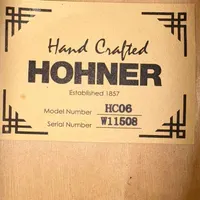 Hand Crafted
HOHNER
Established 1857
Model Number HC06
Serial Number W11508